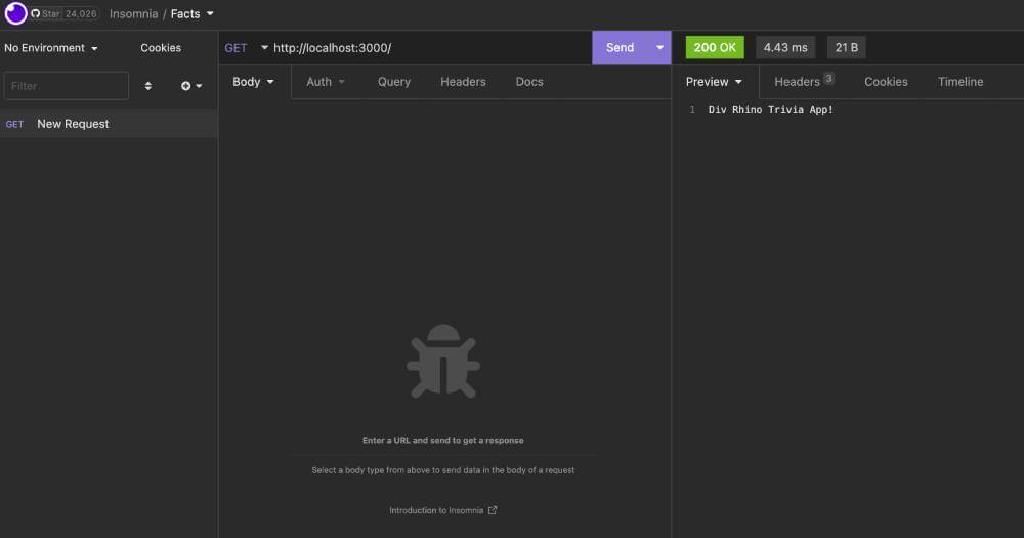 Star 24,026 Insomnia / Facts
No Environment Cookies
Filter
GET New Request
GET http://localhost:3000/ Send
Body Auth Query Headers Docs
Enter a URL and send to get a response
Select a body type from above to send data in the body of a request
Introduction to Insomnia
200 OK 4.43 ms 21 B
Preview Headers 3 Cookies Timeline
1 Div Rhino Trivia App!